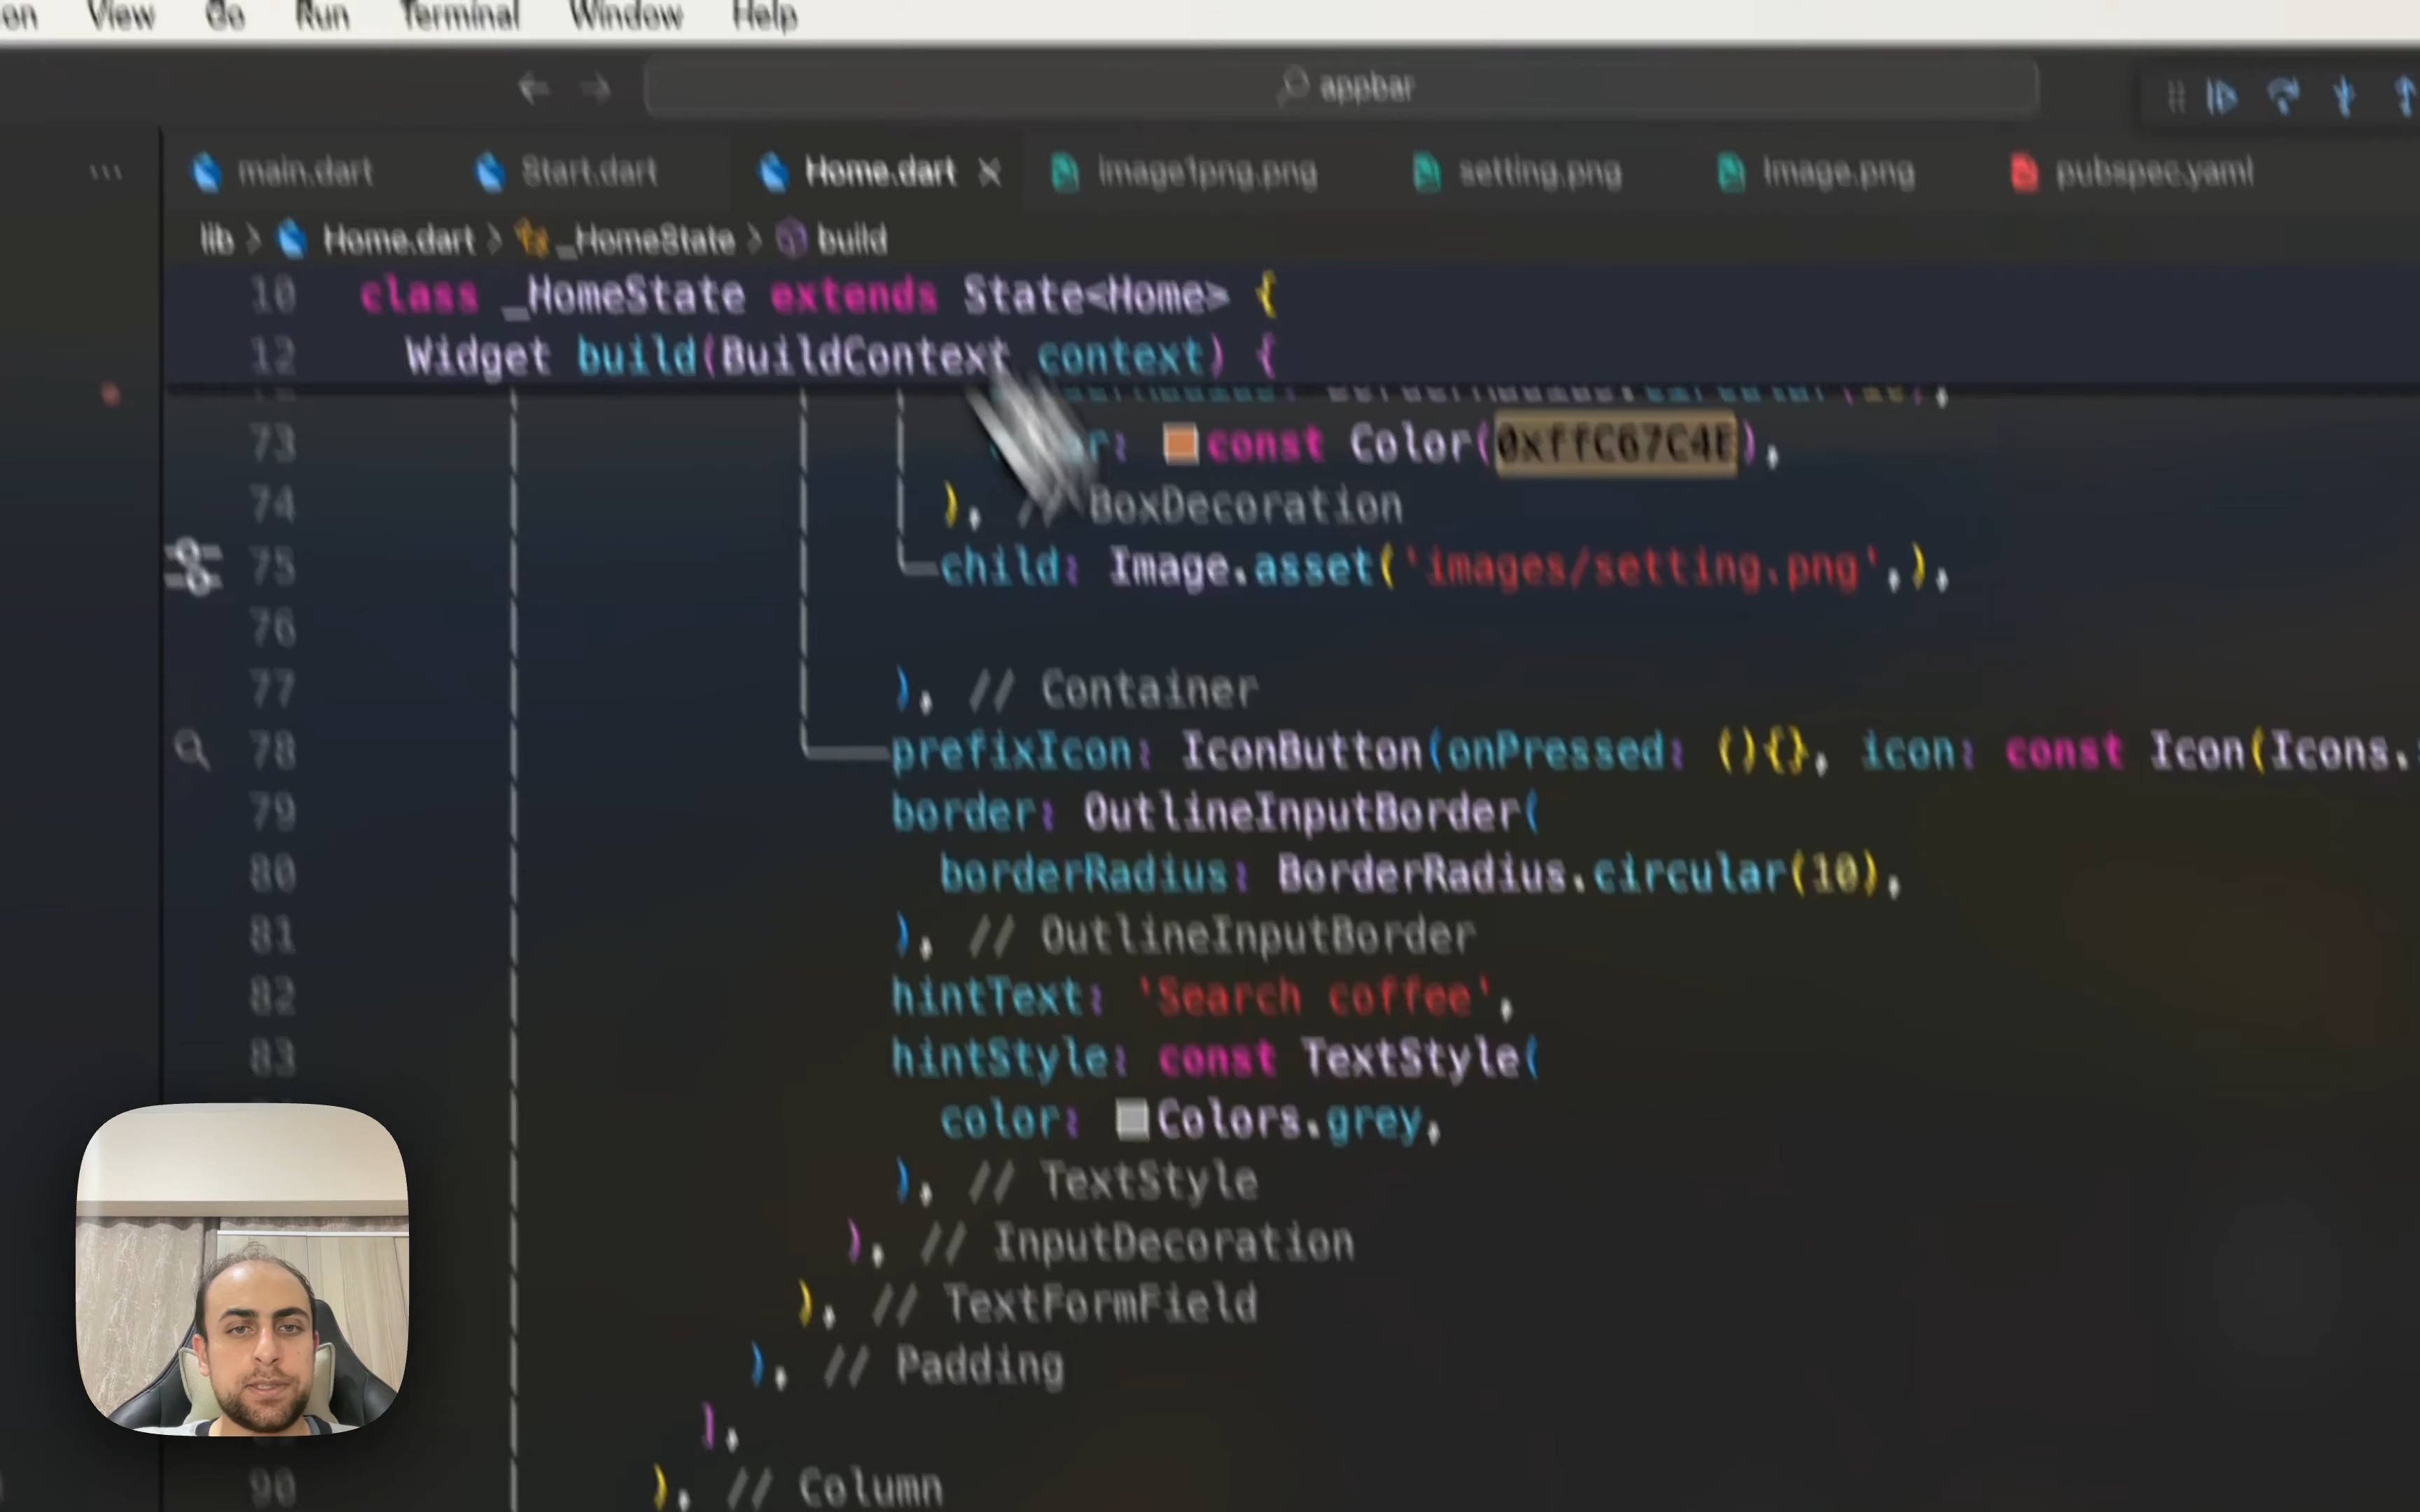 View Go Run Terminal Window Help
appbar
main.dart Start.dart Home.dart image1png.png setting.png Image.png pubspec.yaml
lib > Home.dart > _HomeState > build
10 class _HomeState extends State<Home> {
12 Widget build(BuildContext context) {
73 const Color(0xffC67C4E),
74 ), // BoxDecoration
75 child: Image.asset('images/setting.png',),
76
77 ), // Container
78 prefixIcon: IconButton(onPressed: (){}, icon: const Icon(Icons.
79 border: OutlineInputBorder(
80 borderRadius: BorderRadius.circular(10),
81 ), // OutlineInputBorder
82 hintText: 'Search coffee',
83 hintStyle: const TextStyle(
color: Colors.grey,
), // TextStyle
), // InputDecoration
), // TextFormField
), // Padding
],
90 ), // Column